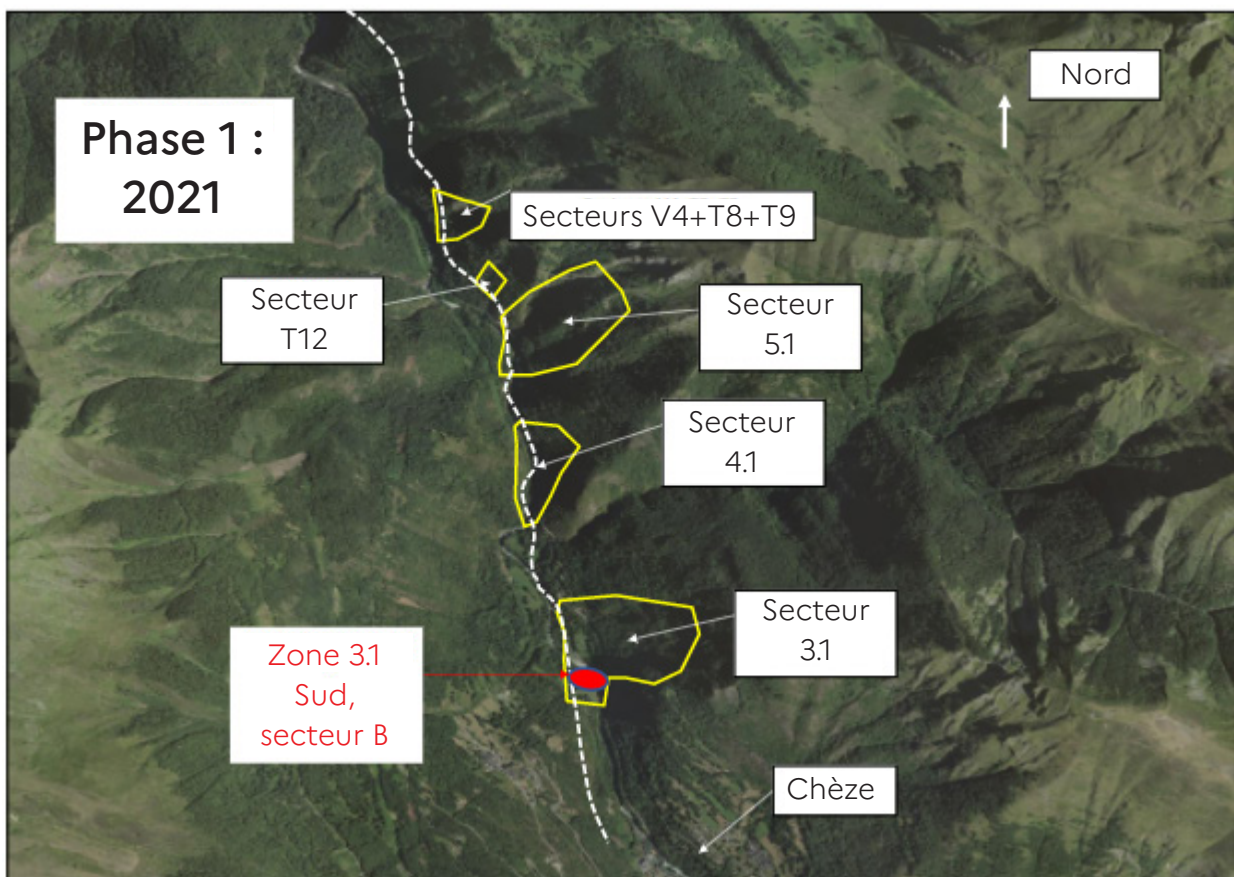 Phase 1 :
2021
Nord
Secteurs V4+T8+T9
Secteur
T12
Secteur
5.1
Secteur
4.1
Secteur
3.1
Zone 3.1
Sud,
secteur B
Chèze